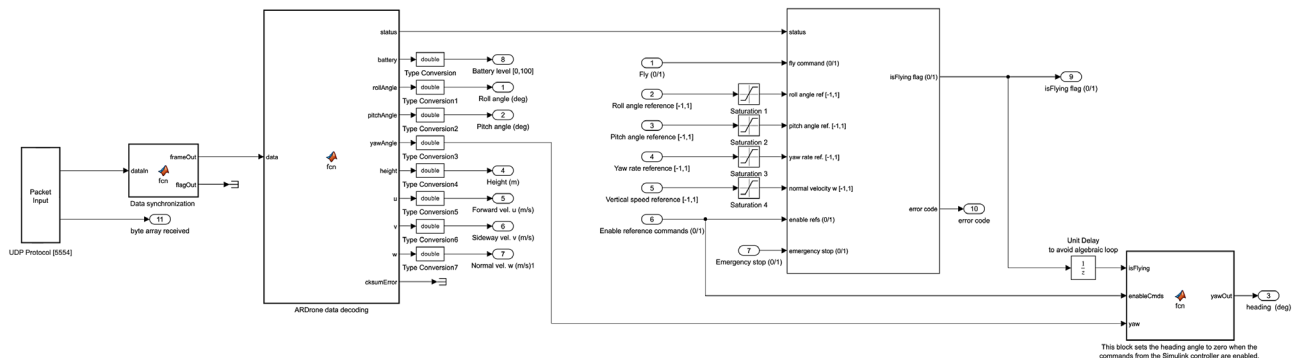 Packet
Input
UDP Protocol [5554]
dataIn
fcn
frameOut
flagOut
Data synchronization
11
byte array received
data
fcn
ARDrone data decoding
status
battery
rollAngle
pitchAngle
yawAngle
height
u
v
w
cksumError
double
Type Conversion
8
Battery level [0,100]
double
Type Conversion1
1
Roll angle (deg)
double
Type Conversion2
2
Pitch angle (deg)
double
Type Conversion3
double
Type Conversion4
4
Height (m)
double
Type Conversion5
5
Forward vel. u (m/s)
double
Type Conversion6
6
Sideway vel. v (m/s)
double
Type Conversion7
7
Normal vel. w (m/s)1
1
Fly (0/1)
2
Roll angle reference [-1,1]
Saturation 1
3
Pitch angle reference [-1,1]
Saturation 2
4
Yaw rate reference [-1,1]
Saturation 3
5
Vertical speed reference [-1,1]
Saturation 4
6
Enable reference commands (0/1)
7
Emergency stop (0/1)
status
fly command (0/1)
roll angle ref [-1,1]
pitch angle ref. [-1,1]
yaw rate ref. [-1,1]
normal velocity w [-1,1]
enable refs (0/1)
emergency stop (0/1)
isFlying flag (0/1)
error code
9
isFlying flag (0/1)
10
error code
Unit Delay
to avoid algebraic loop
1
z
isFlying
enableCmds
yaw
fcn
yawOut
3
heading (deg)
This block sets the heading angle to zero when the
commands from the Simulink controller are enabled.